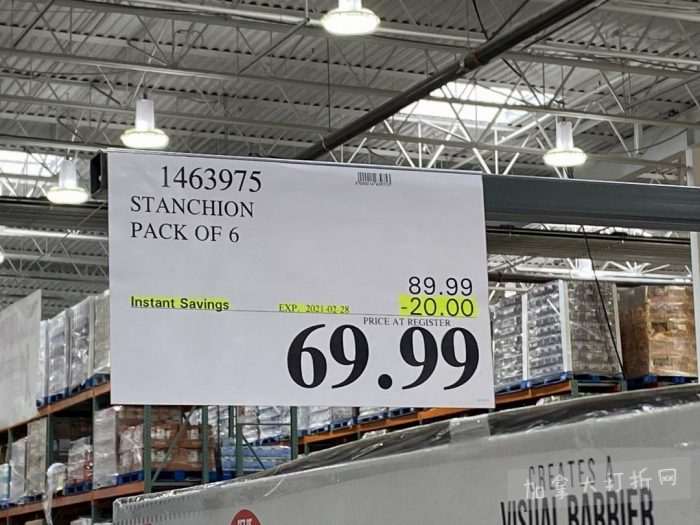 1463975
STANCHION
PACK OF 6
89.99
Instant Savings EXP. 2021-02-28 -20.00
PRICE AT REGISTER
69.99
CREATES A
VISUAL BARRIER
加拿大打折网